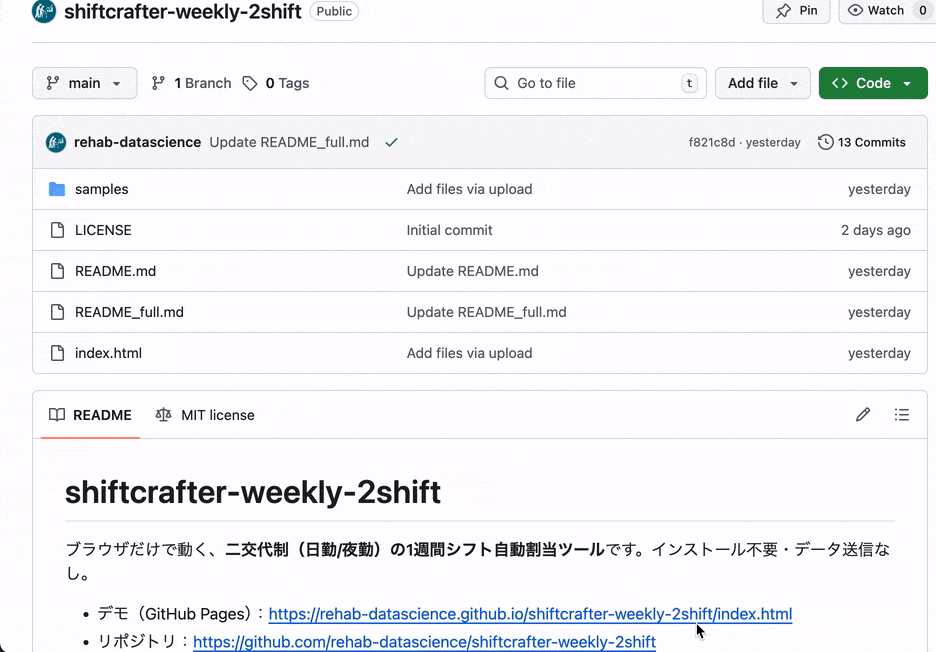 shiftcrafter-weekly-2shift Public Pin Watch 0
main 1 Branch 0 Tags Go to file t Add file Code
rehab-datascience Update README_full.md f821c8d · yesterday 13 Commits
samples Add files via upload yesterday
LICENSE Initial commit 2 days ago
README.md Update README.md yesterday
README_full.md Update README_full.md yesterday
index.html Add files via upload yesterday
README MIT license
shiftcrafter-weekly-2shift
ブラウザだけで動く、二交代制（日勤/夜勤）の1週間シフト自動割当ツールです。インストール不要・データ送信な
し。
• デモ（GitHub Pages）：https://rehab-datascience.github.io/shiftcrafter-weekly-2shift/index.html
• リポジトリ：https://github.com/rehab-datascience/shiftcrafter-weekly-2shift